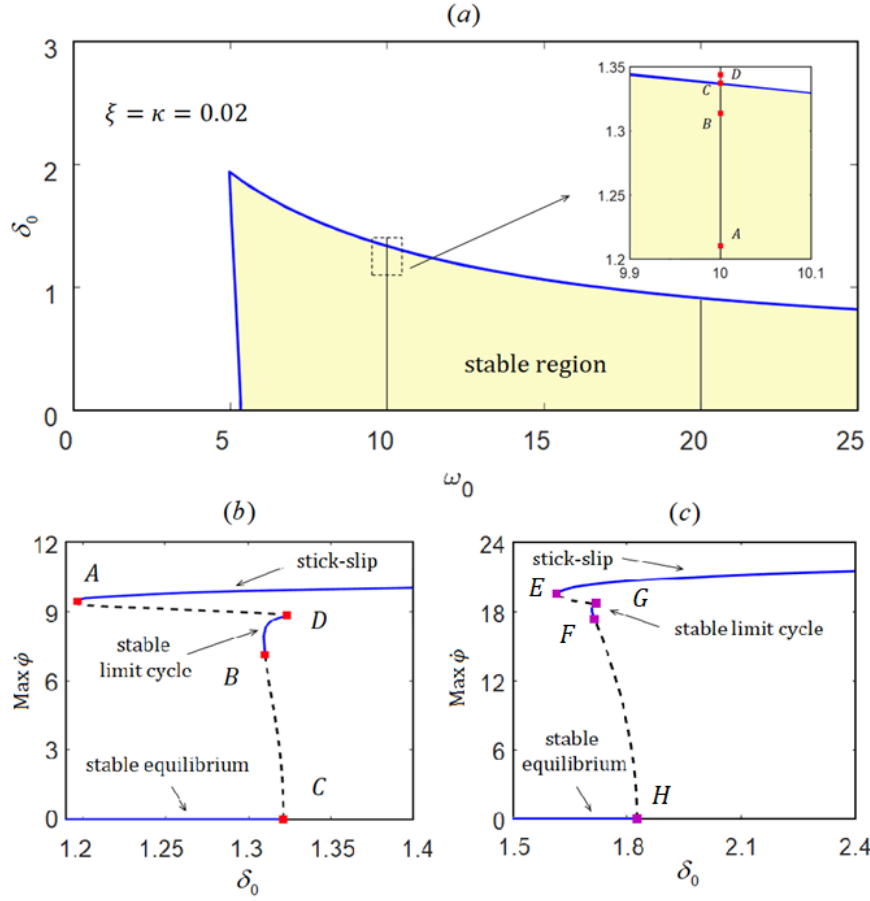 (a)
3
2
1
0
δ₀
ξ = κ = 0.02
stable region
0 5 10 15 20 25
ω₀
1.35
1.3
1.25
1.2
9.9 10 10.1
D
C
B
A
(b)
12
9
6
3
0
Max φ̇
A
stick-slip
D
stable
limit cycle
B
stable equilibrium
C
1.2 1.25 1.3 1.35 1.4
δ₀
(c)
24
18
12
6
0
Max φ̇
stick-slip
E
G
F
stable limit cycle
stable
equilibrium
H
1.5 1.8 2.1 2.4
δ₀